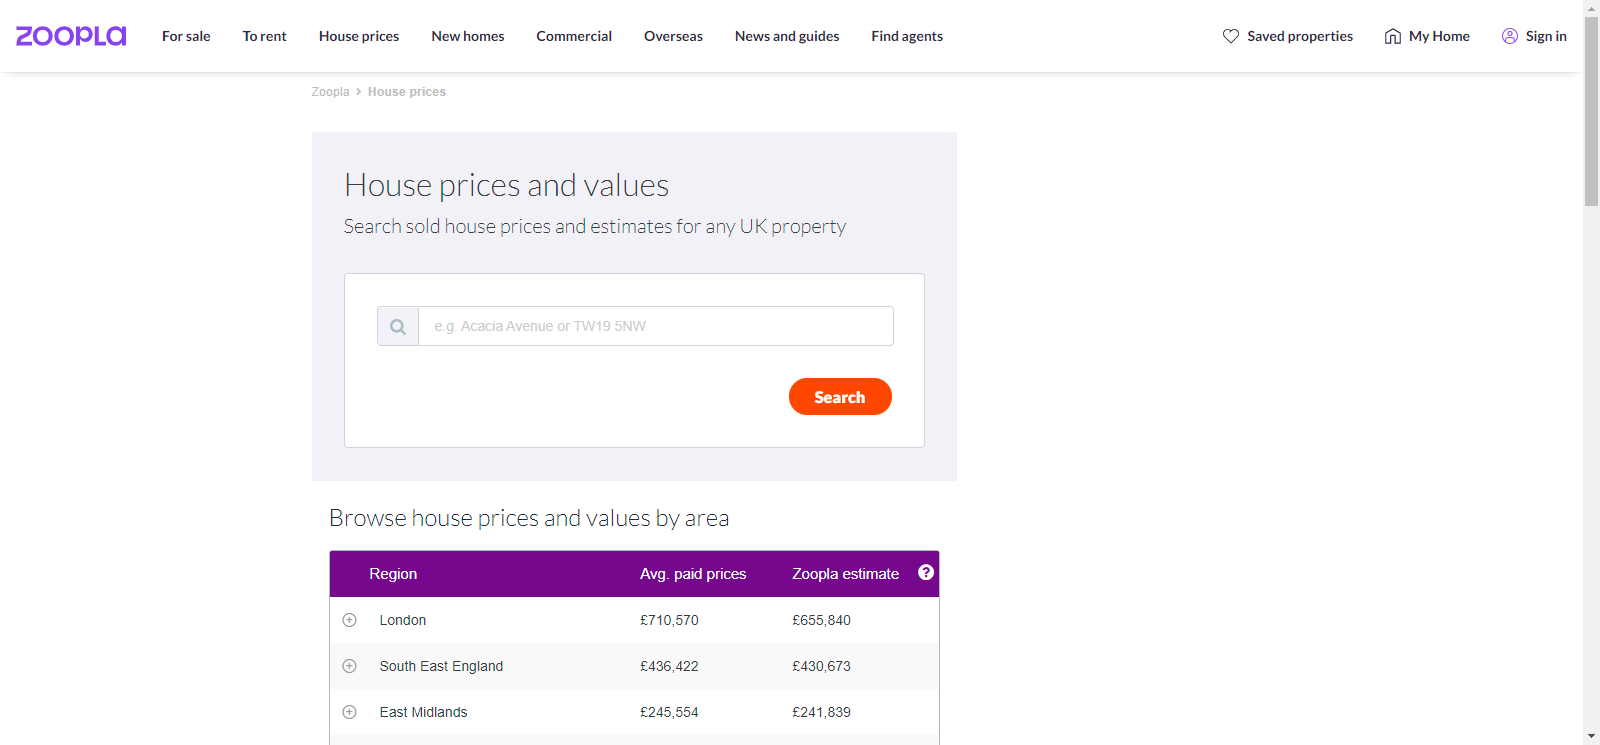 ZOOPLA For sale To rent House prices New homes Commercial Overseas News and guides Find agents Saved properties My Home Sign in
Zoopla > House prices
House prices and values
Search sold house prices and estimates for any UK property
e.g. Acacia Avenue or TW19 5NW
Search
Browse house prices and values by area
Region Avg. paid prices Zoopla estimate ?
London £710,570 £655,840
South East England £436,422 £430,673
East Midlands £245,554 £241,839